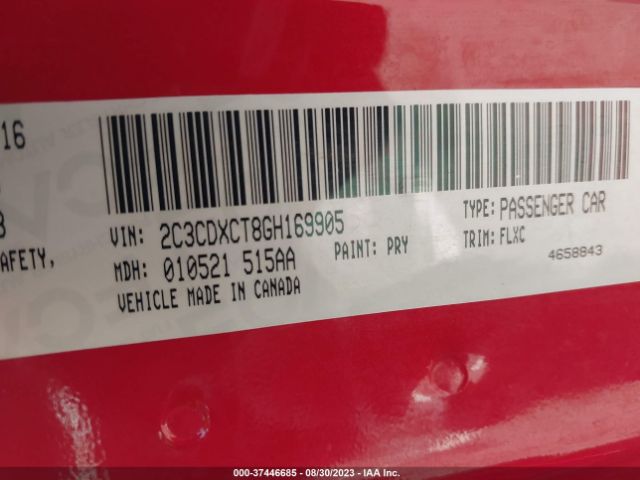 16
VIN: 2C3CDXCT8GH169905
TYPE: PASSENGER CAR
AFETY,
MDH: 010521 515AA
PAINT: PRY
TRIM: FLXC
4658843
VEHICLE MADE IN CANADA
000-37446685 - 08/30/2023 - IAA Inc.